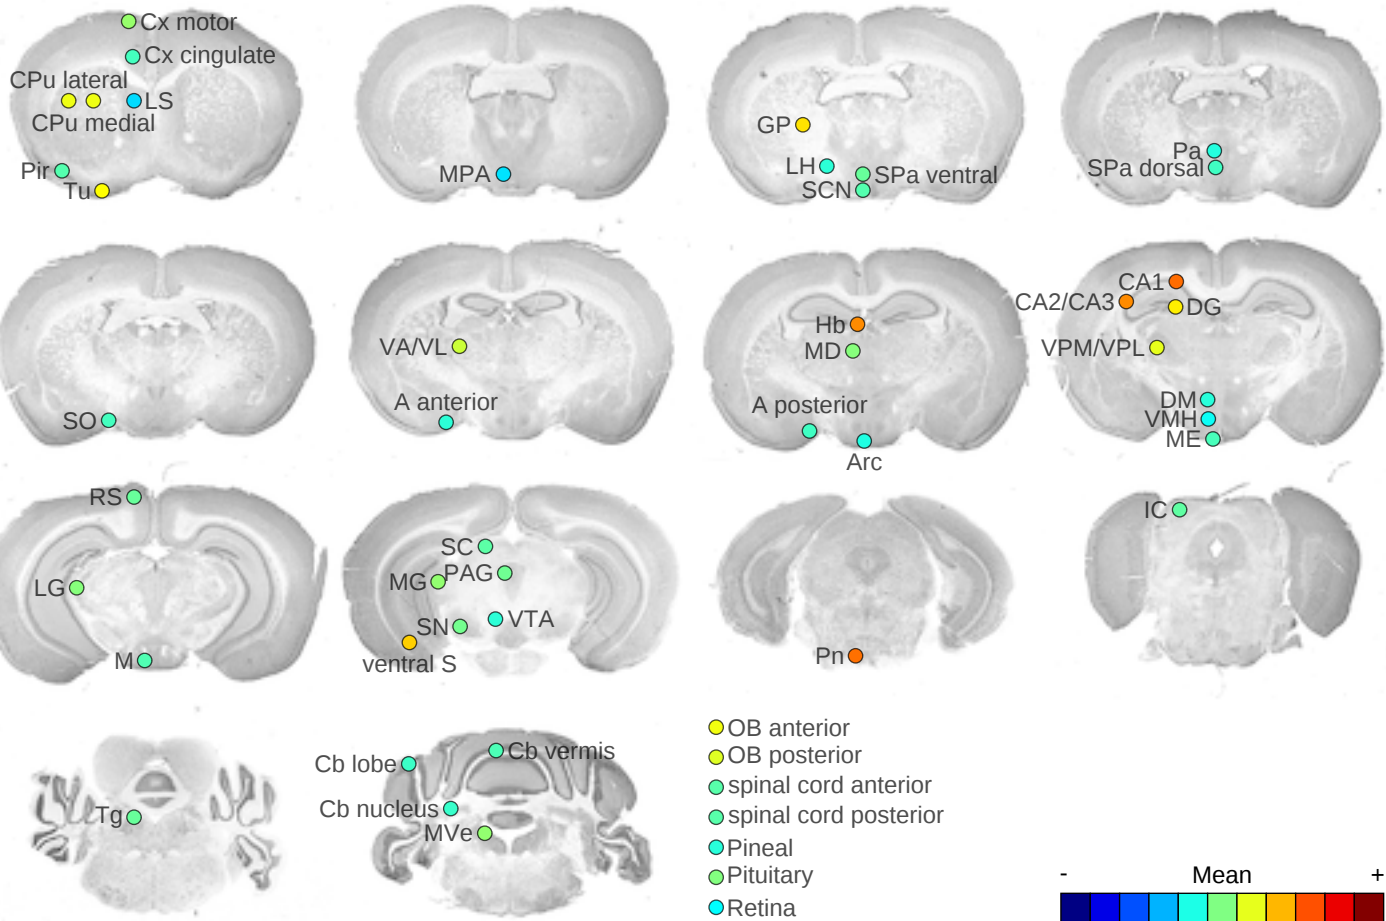 Cx motor
Cx cingulate
CPu lateral
LS
CPu medial
Pir
Tu
MPA
GP
LH
SPa ventral
SCN
Pa
SPa dorsal
SO
VA/VL
A anterior
Hb
MD
A posterior
Arc
CA1
CA2/CA3
DG
VPM/VPL
DM
VMH
ME
RS
LG
M
SC
MG
PAG
SN
VTA
ventral S
Pn
IC
Tg
Cb lobe
Cb vermis
Cb nucleus
MVe
OB anterior
OB posterior
spinal cord anterior
spinal cord posterior
Pineal
Pituitary
Retina
- Mean +